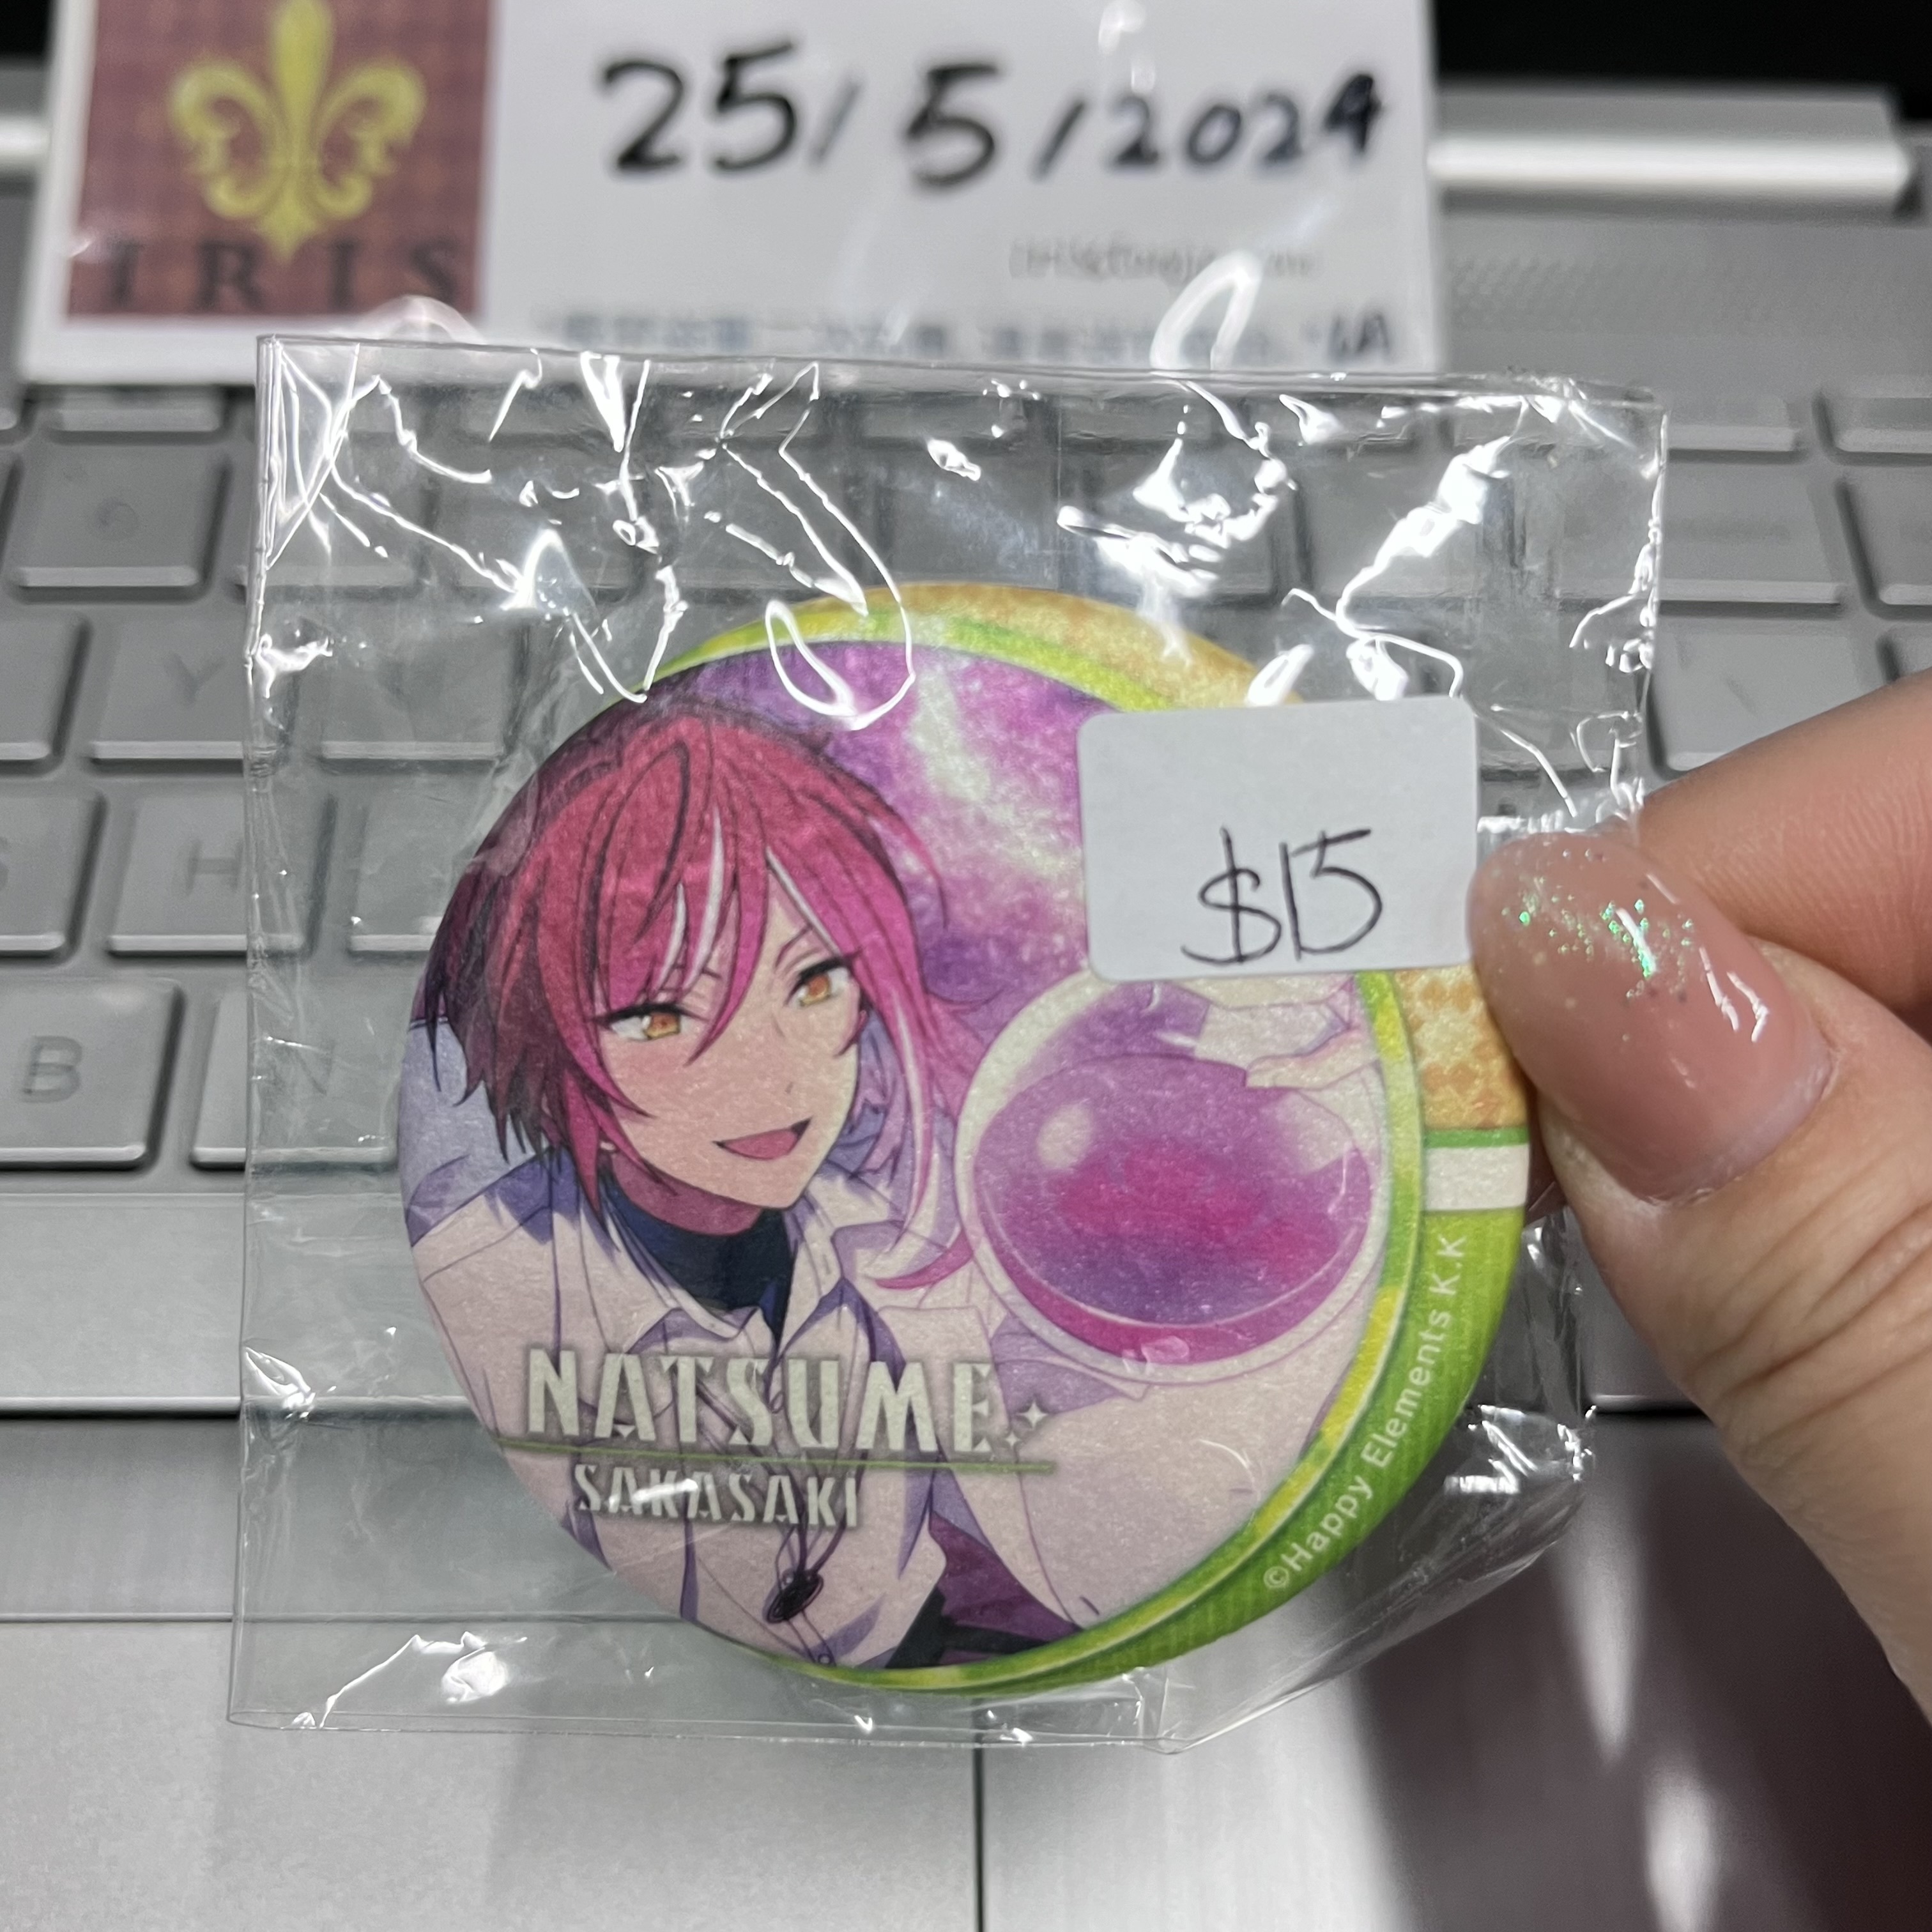 25/5/2024
IRIS
$15
NATSUME
SAKASAKI
©Happy Elements K.K
Y
H
B
N